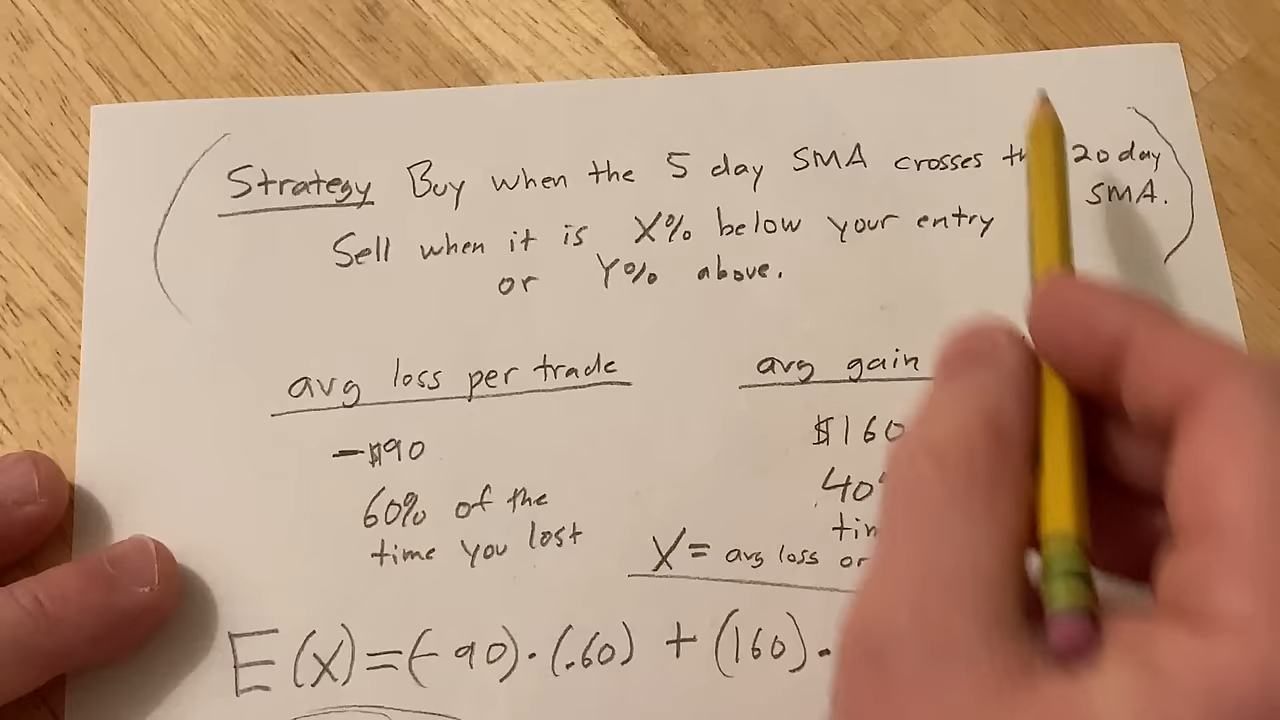 Strategy Buy when the 5 day SMA crosses 20 day
SMA.
Sell when it is X% below your entry
or Y% above.
avg loss per trade
avg gain
-$90
$160
60% of the
40
time you lost
X = avg loss or
E(X)=(-90)·(.60) + (160)·